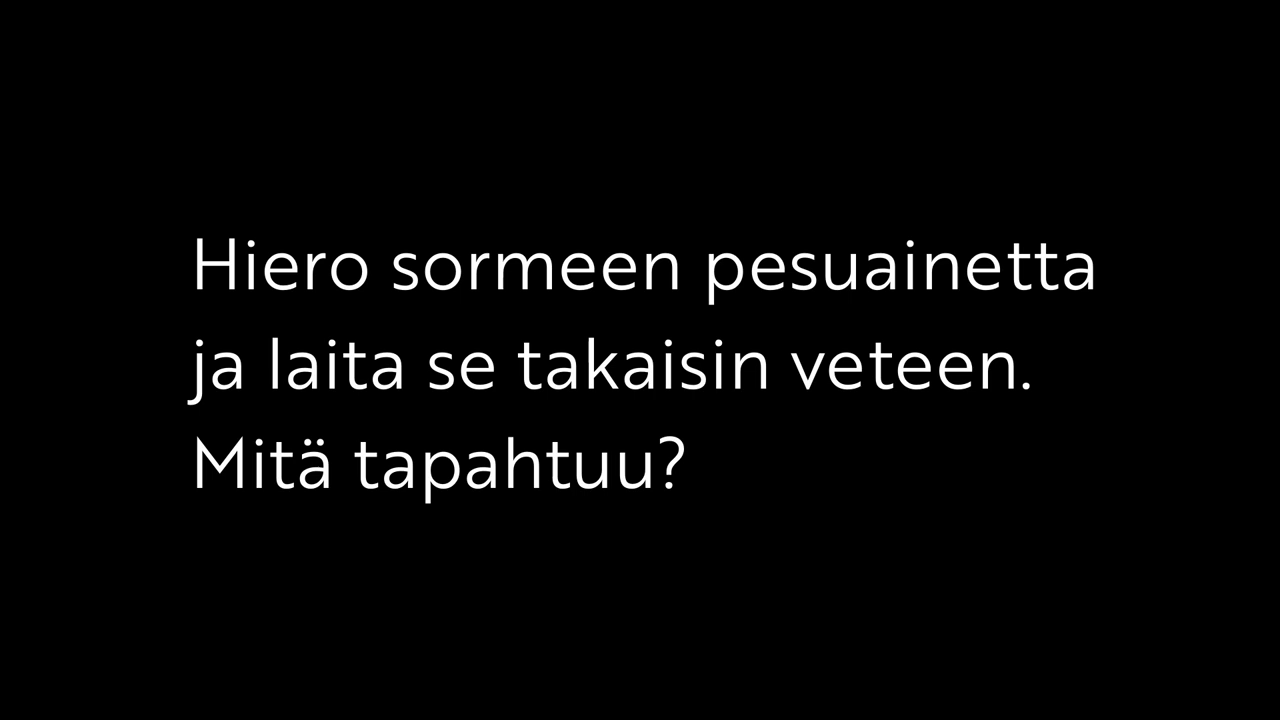 Hiero sormeen pesuainetta
ja laita se takaisin veteen.
Mitä tapahtuu?